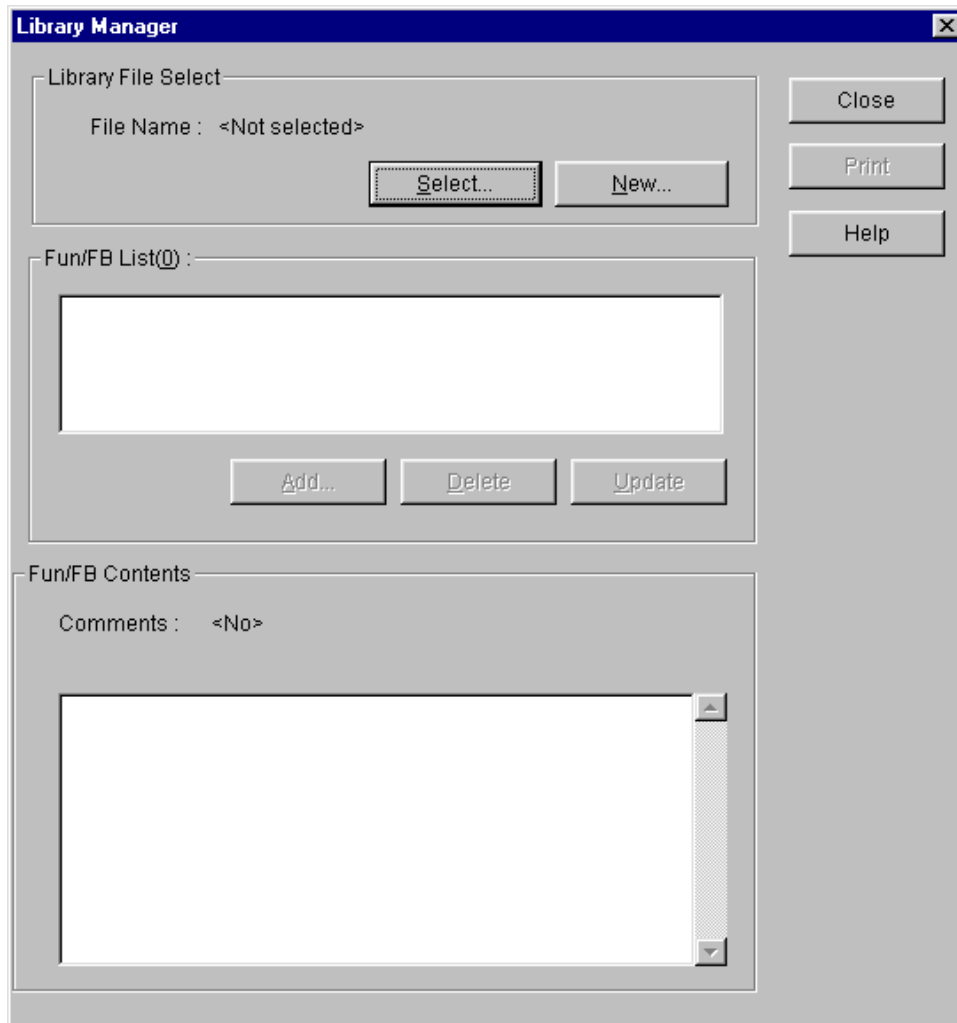 Library Manager
Library File Select
File Name : <Not selected>
Select...
New...
Close
Print
Help
Fun/FB List(0) :
Add...
Delete
Update
Fun/FB Contents
Comments : <No>